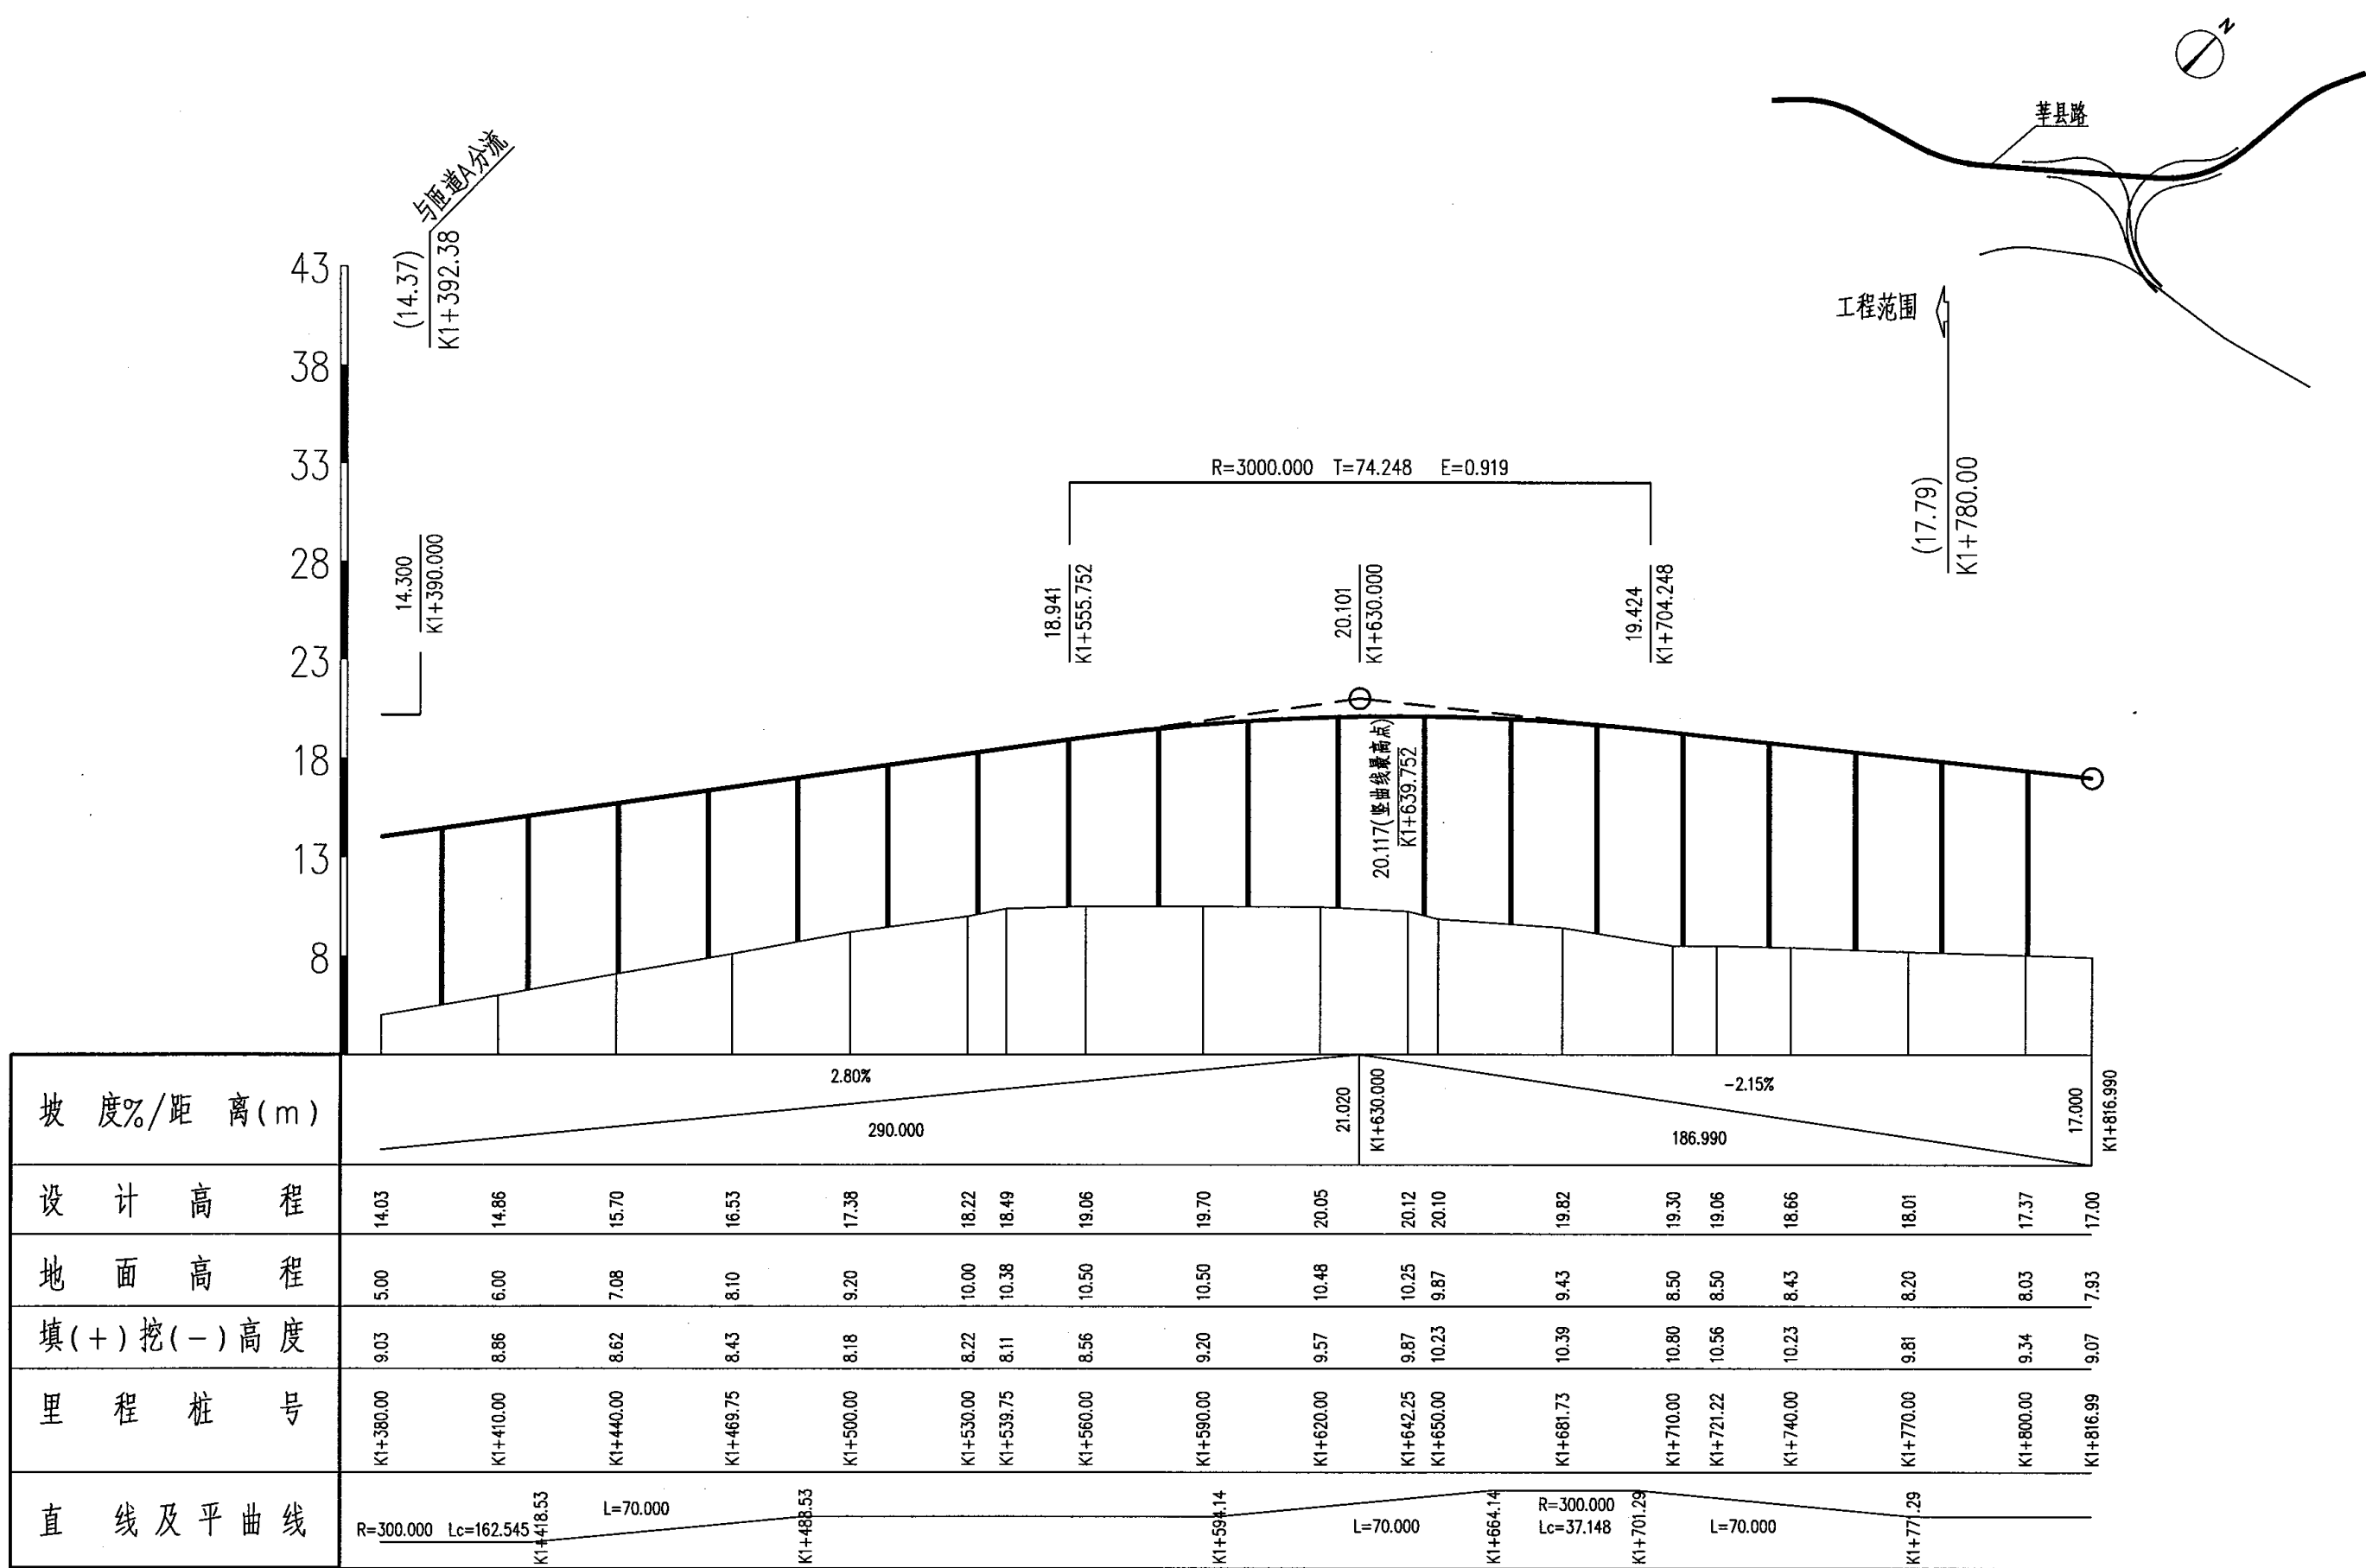 N
莘县路
与匝道A分流
(14.37)
K1+392.38
工程范围
(17.79)
K1+780.00
43
38
33
28
23
18
13
8
14.300
K1+390.000
R=3000.000 T=74.248 E=0.919
18.941
K1+555.752
20.101
K1+630.000
19.424
K1+704.248
20.117(竖曲线最高点)
K1+639.752
坡度%/距离(m)
2.80%
290.000
21.020
K1+630.000
-2.15%
186.990
17.000
K1+816.990
设计高程
14.03 14.86 15.70 16.53 17.38 18.22 18.49 19.06 19.70 20.05 20.12 20.10 19.82 19.30 19.06 18.66 18.01 17.37 17.00
地面高程
5.00 6.00 7.08 8.10 9.20 10.00 10.38 10.50 10.50 10.48 10.25 9.87 9.43 8.50 8.50 8.43 8.20 8.03 7.93
填(+)挖(-)高度
9.03 8.86 8.62 8.43 8.18 8.22 8.11 8.56 9.20 9.57 9.87 10.23 10.39 10.80 10.56 10.23 9.81 9.34 9.07
里程桩号
K1+380.00 K1+410.00 K1+440.00 K1+469.75 K1+500.00 K1+530.00 K1+539.75 K1+560.00 K1+590.00 K1+620.00 K1+642.25 K1+650.00 K1+681.73 K1+710.00 K1+721.22 K1+740.00 K1+770.00 K1+800.00 K1+816.99
直线及平曲线
R=300.000 Lc=162.545
K1+418.53
L=70.000
K1+488.53
K1+594.14
L=70.000
K1+664.14
R=300.000
Lc=37.148
K1+701.29
L=70.000
K1+771.29